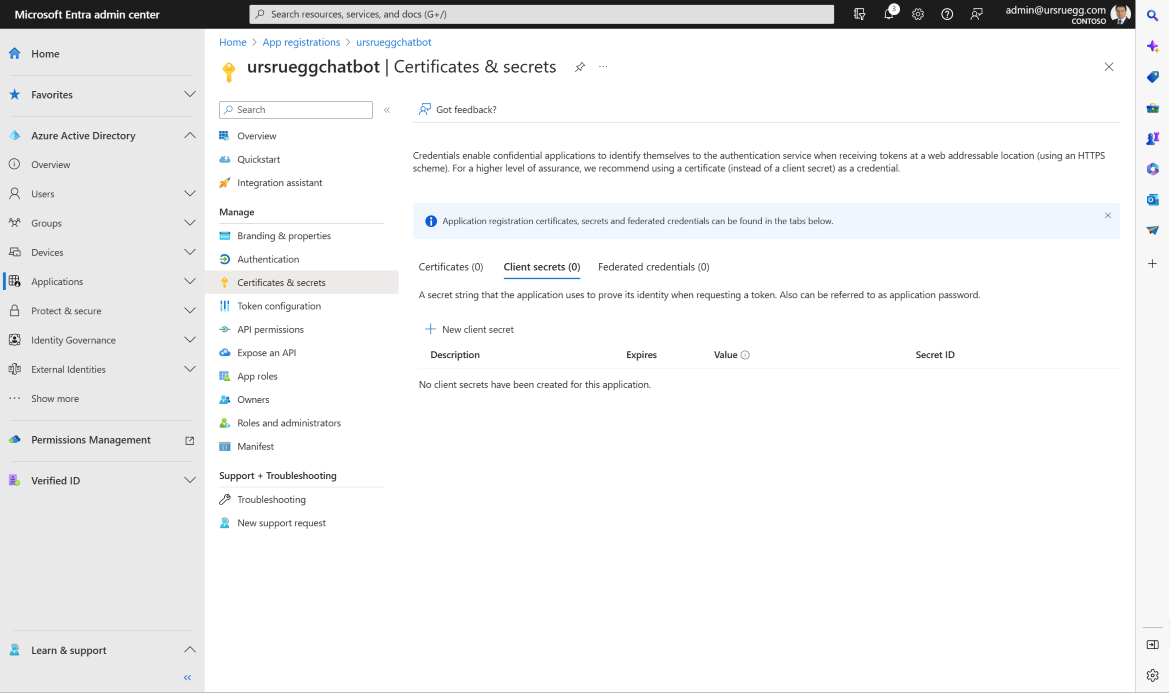 Microsoft Entra admin center
Search resources, services, and docs (G+/)
3
admin@ursruegg.com
CONTOSO
Home
Favorites
Azure Active Directory
Overview
Users
Groups
Devices
Applications
Protect & secure
Identity Governance
External Identities
Show more
Permissions Management
Verified ID
Learn & support
Home > App registrations > ursrueggchatbot
ursrueggchatbot | Certificates & secrets
Search
Overview
Quickstart
Integration assistant
Manage
Branding & properties
Authentication
Certificates & secrets
Token configuration
API permissions
Expose an API
App roles
Owners
Roles and administrators
Manifest
Support + Troubleshooting
Troubleshooting
New support request
Got feedback?
Credentials enable confidential applications to identify themselves to the authentication service when receiving tokens at a web addressable location (using an HTTPS
scheme). For a higher level of assurance, we recommend using a certificate (instead of a client secret) as a credential.
Application registration certificates, secrets and federated credentials can be found in the tabs below.
Certificates (0) Client secrets (0) Federated credentials (0)
A secret string that the application uses to prove its identity when requesting a token. Also can be referred to as application password.
New client secret
Description Expires Value Secret ID
No client secrets have been created for this application.